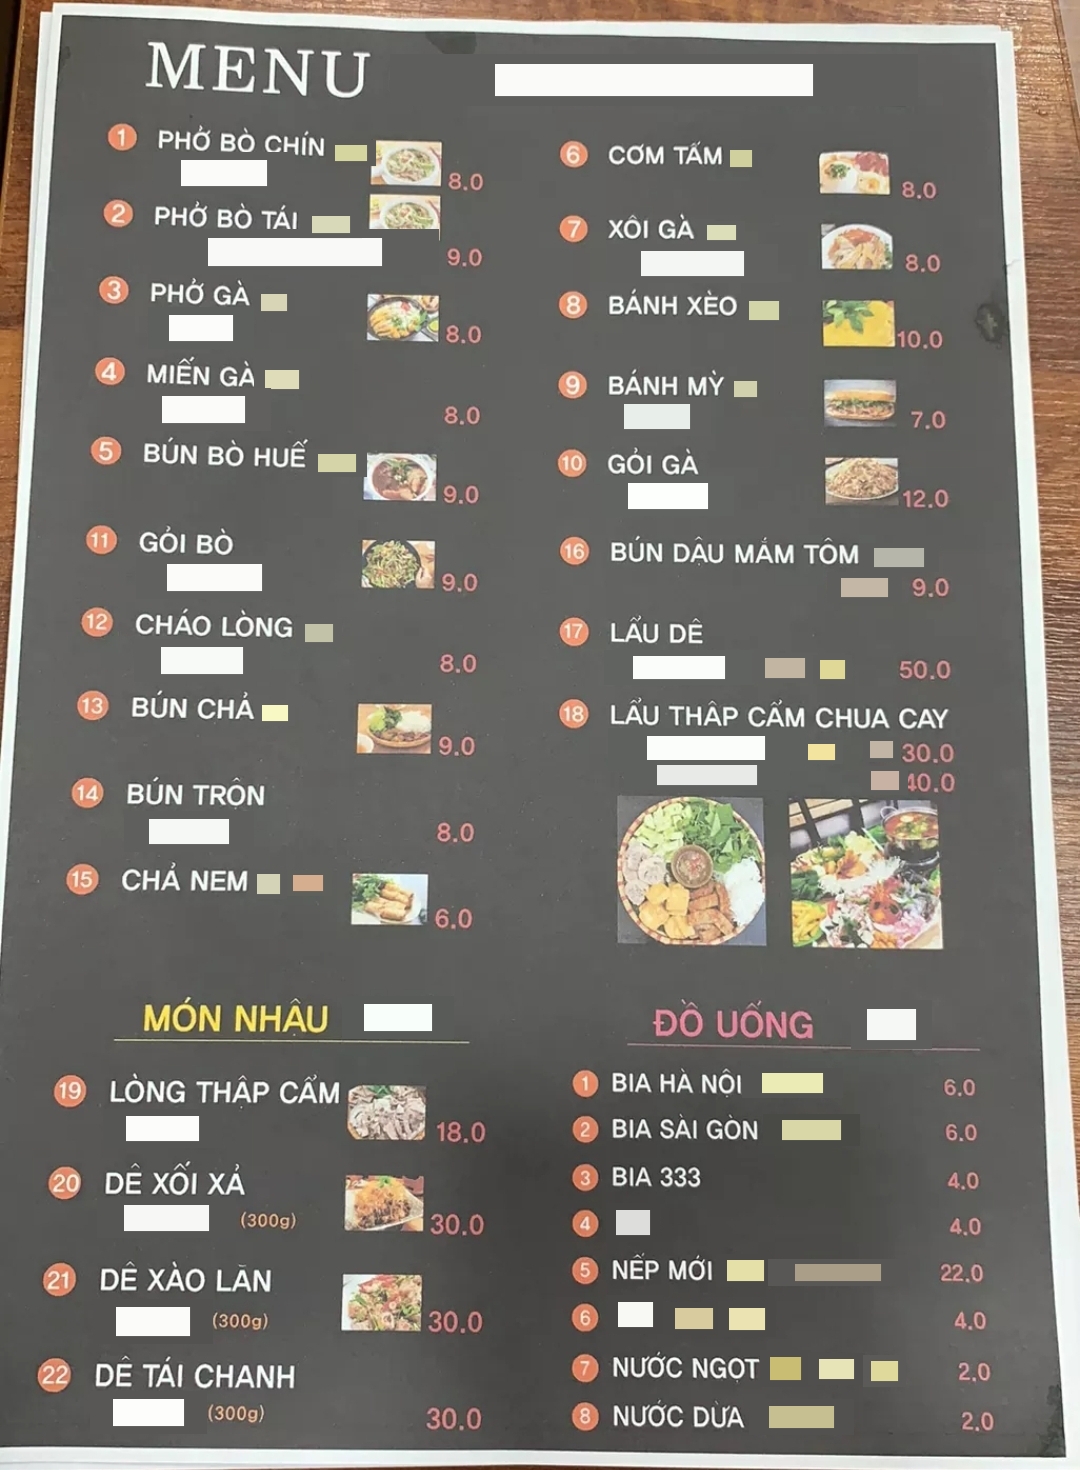 MENU
1 PHỞ BÒ CHÍN
8.0
2 PHỞ BÒ TÁI
9.0
3 PHỞ GÀ
8.0
4 MIẾN GÀ
8.0
5 BÚN BÒ HUẾ
9.0
11 GỎI BÒ
9.0
12 CHÁO LÒNG
8.0
13 BÚN CHẢ
9.0
14 BÚN TRỘN
8.0
15 CHẢ NEM
6.0
6 CƠM TẤM
8.0
7 XÔI GÀ
8.0
8 BÁNH XÈO
10.0
9 BÁNH MỲ
7.0
10 GỎI GÀ
12.0
16 BÚN DẬU MẮM TÔM
9.0
17 LẨU DÊ
50.0
18 LẨU THẬP CẨM CHUA CAY
30.0
40.0
MÓN NHẬU
19 LÒNG THẬP CẨM
18.0
20 DÊ XỐI XẢ
(300g) 30.0
21 DÊ XÀO LĂN
(300g) 30.0
22 DÊ TÁI CHANH
(300g) 30.0
ĐỒ UỐNG
1 BIA HÀ NỘI 6.0
2 BIA SÀI GÒN 6.0
3 BIA 333 4.0
4 4.0
5 NẾP MỚI 22.0
6 4.0
7 NƯỚC NGỌT 2.0
8 NƯỚC DỪA 2.0